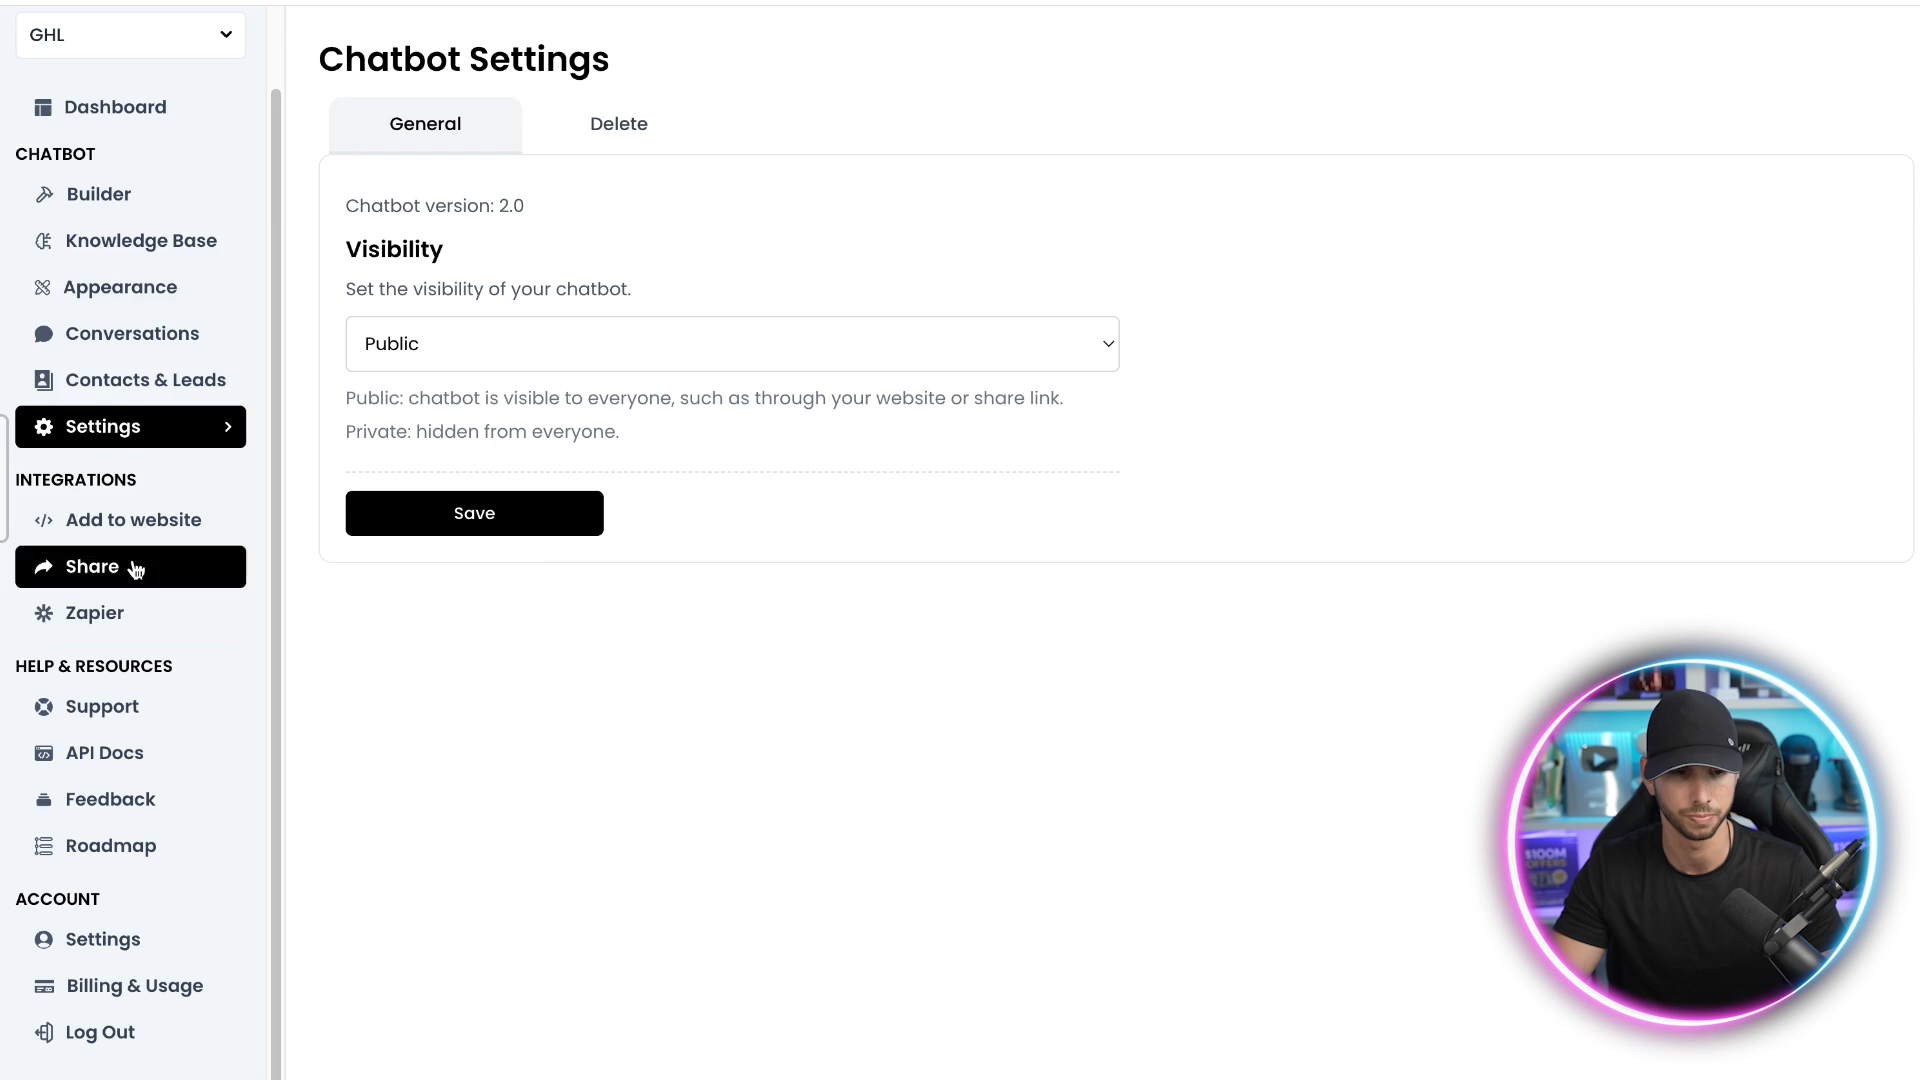 GHL
Dashboard
CHATBOT
Builder
Knowledge Base
Appearance
Conversations
Contacts & Leads
Settings
INTEGRATIONS
Add to website
Share
Zapier
HELP & RESOURCES
Support
API Docs
Feedback
Roadmap
ACCOUNT
Settings
Billing & Usage
Log Out
Chatbot Settings
General
Delete
Chatbot version: 2.0
Visibility
Set the visibility of your chatbot.
Public
Public: chatbot is visible to everyone, such as through your website or share link.
Private: hidden from everyone.
Save
$100M
OFFERS